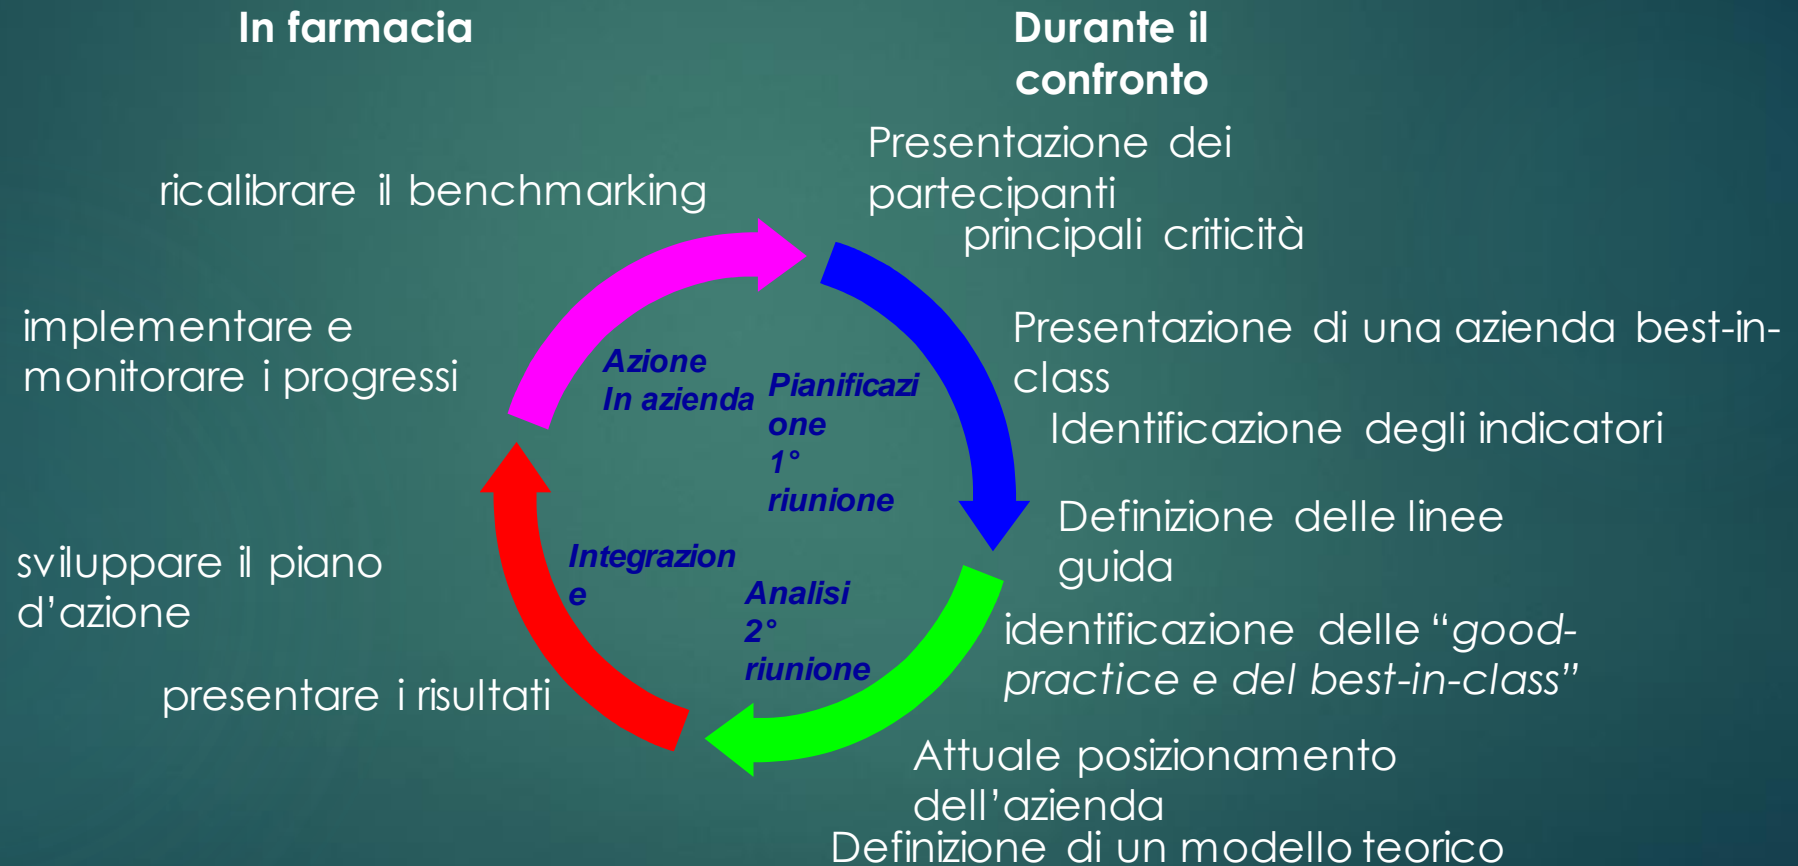 In farmacia
Durante il
confronto
Presentazione dei
partecipanti
principali criticità
ricalibrare il benchmarking
implementare e
monitorare i progressi
Presentazione di una azienda best-in-
class
Identificazione degli indicatori
Azione
In azienda
Pianificazi
one
1°
riunione
Definizione delle linee
guida
sviluppare il piano
d’azione
Integrazion
e
Analisi
2°
riunione
identificazione delle “good-
practice e del best-in-class”
presentare i risultati
Attuale posizionamento
dell’azienda
Definizione di un modello teorico